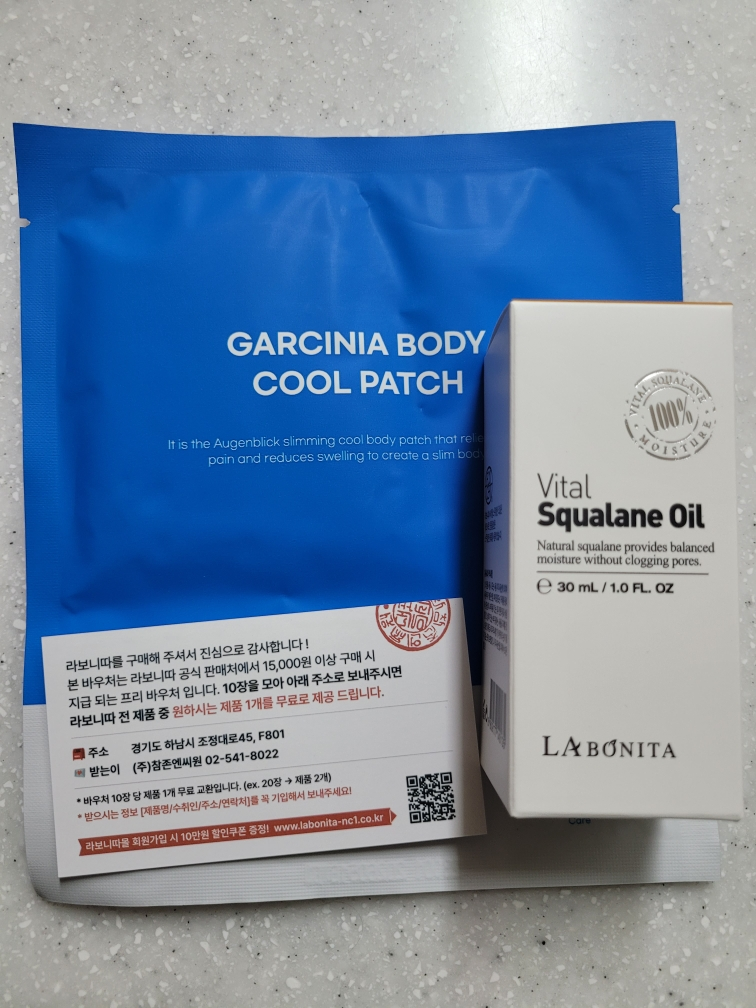 GARCINIA BODY
COOL PATCH
It is the Augenblick slimming cool body patch that
pain and reduces swelling to create a slim body
VITAL SQUALANE
100%
MOISTURE
Vital
Squalane Oil
Natural squalane provides balanced
moisture without clogging pores.
℮ 30 mL / 1.0 FL. OZ
LABONITA
라보니따를 구매해 주셔서 진심으로 감사합니다 !
본 바우처는 라보니따 공식 판매처에서 15,000원 이상 구매 시
지급 되는 프리 바우처 입니다. 10장을 모아 아래 주소로 보내주시면
라보니따 전 제품 중 원하시는 제품 1개를 무료로 제공 드립니다.
주소 경기도 하남시 조정대로45, F801
받는이 (주)참존엔씨원 02-541-8022
* 바우처 10장 당 제품 1개 무료 교환입니다. (ex. 20장 → 제품 2개)
* 받으시는 정보 [제품명/수취인/주소/연락처]를 꼭 기입해서 보내주세요!
라보니따몰 회원가입 시 10만원 할인쿠폰 증정! www.labonita-nc1.co.kr
Care